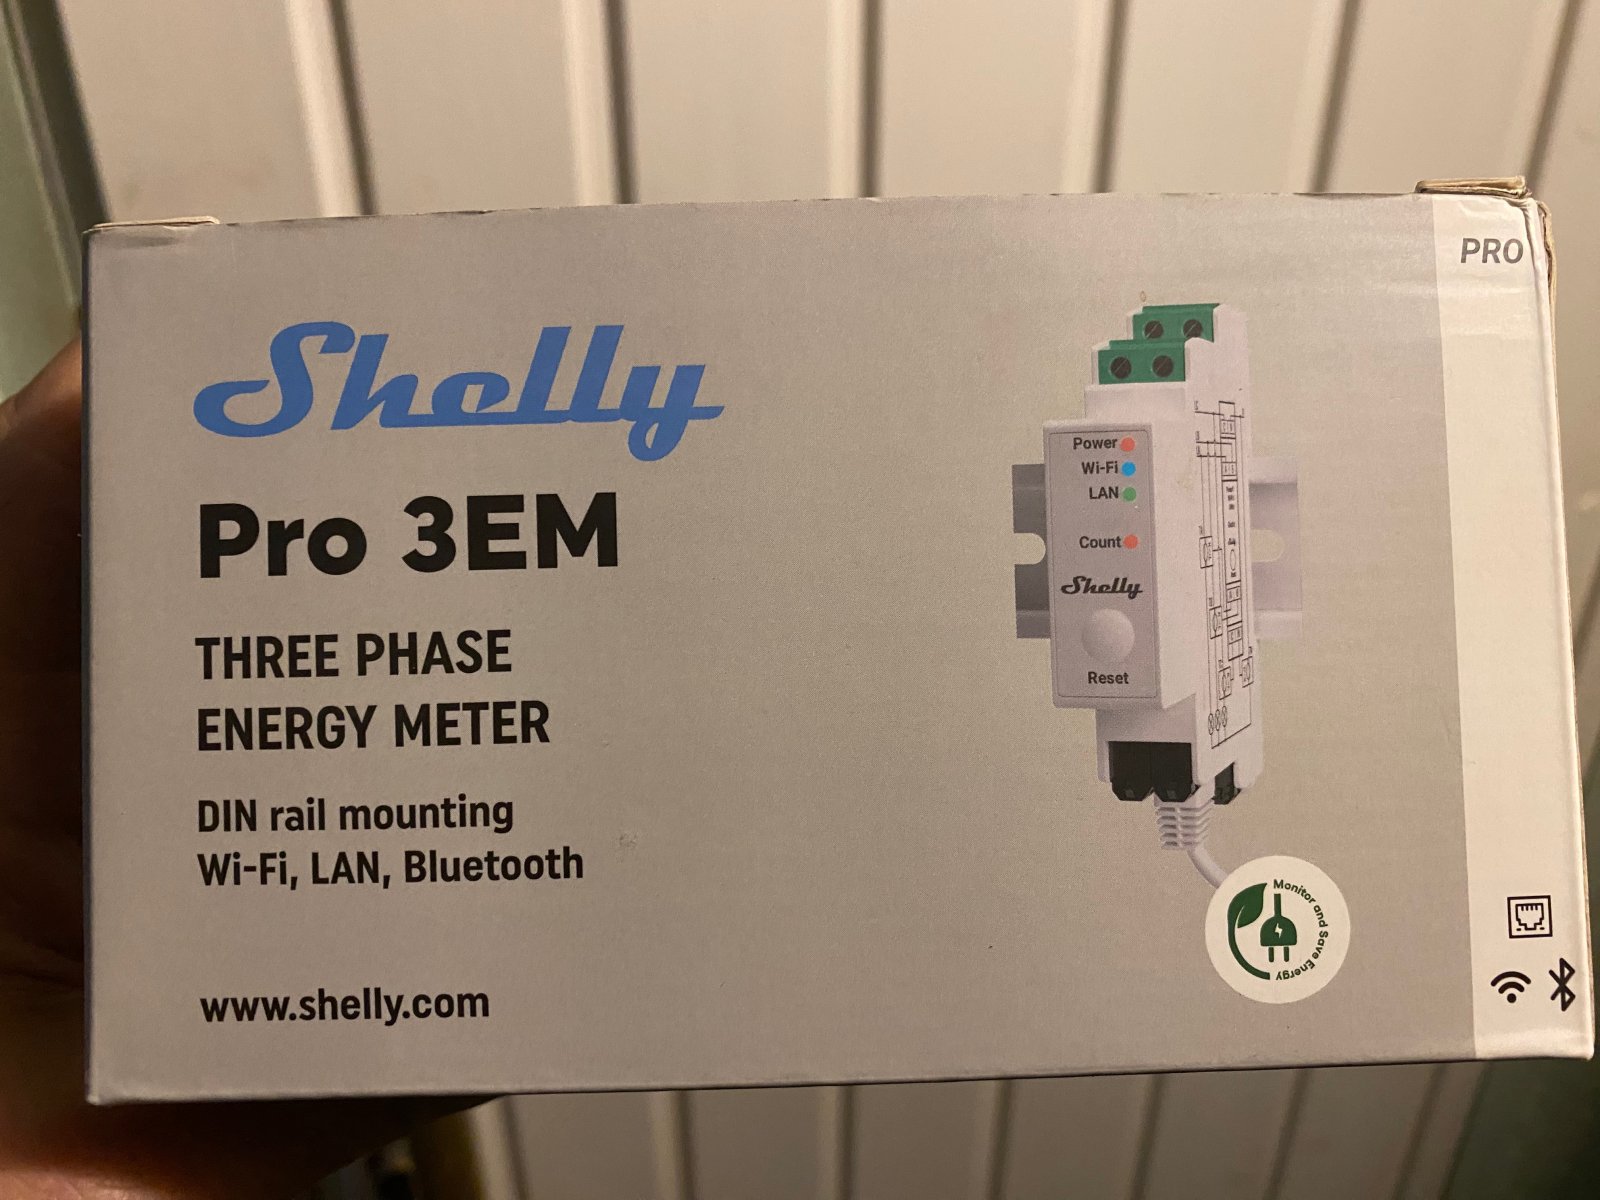 PRO
Shelly
Pro 3EM
THREE PHASE
ENERGY METER
DIN rail mounting
Wi-Fi, LAN, Bluetooth
www.shelly.com
Power
Wi-Fi
LAN
Count
Shelly
Reset
Monitor and Save Energy